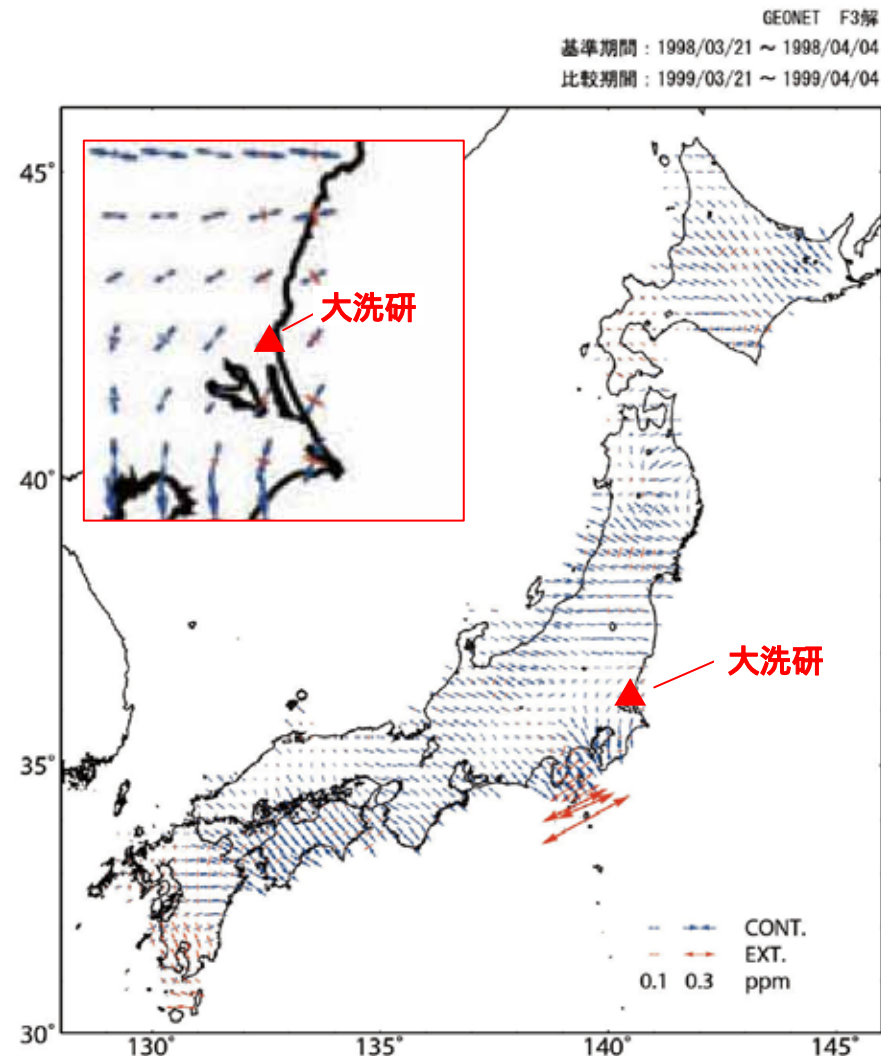 GEONET F3解
基準期間：1998/03/21 ～ 1998/04/04
比較期間：1999/03/21 ～ 1999/04/04
45°
大洗研
40°
大洗研
35°
CONT.
EXT.
0.1 0.3 ppm
30°
130° 135° 140° 145°